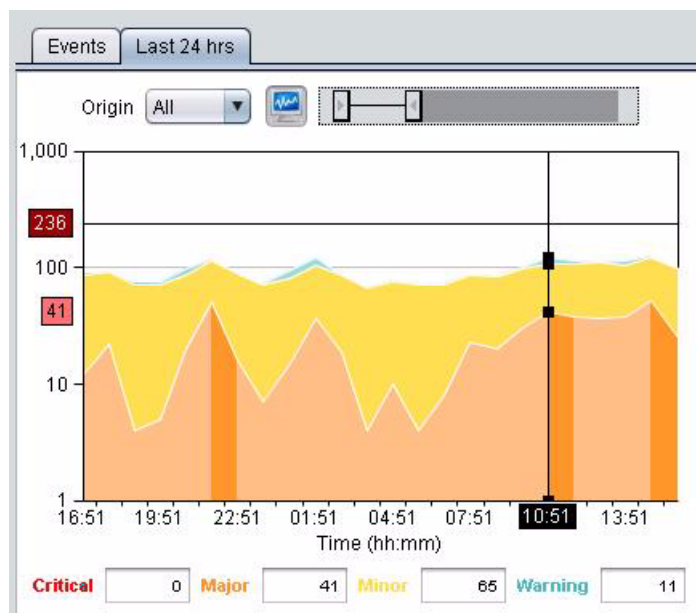 Events Last 24 hrs
Origin All
1,000
236
100
41
10
1
16:51 19:51 22:51 01:51 04:51 07:51 10:51 13:51
Time (hh:mm)
Critical 0 Major 41 Minor 65 Warning 11